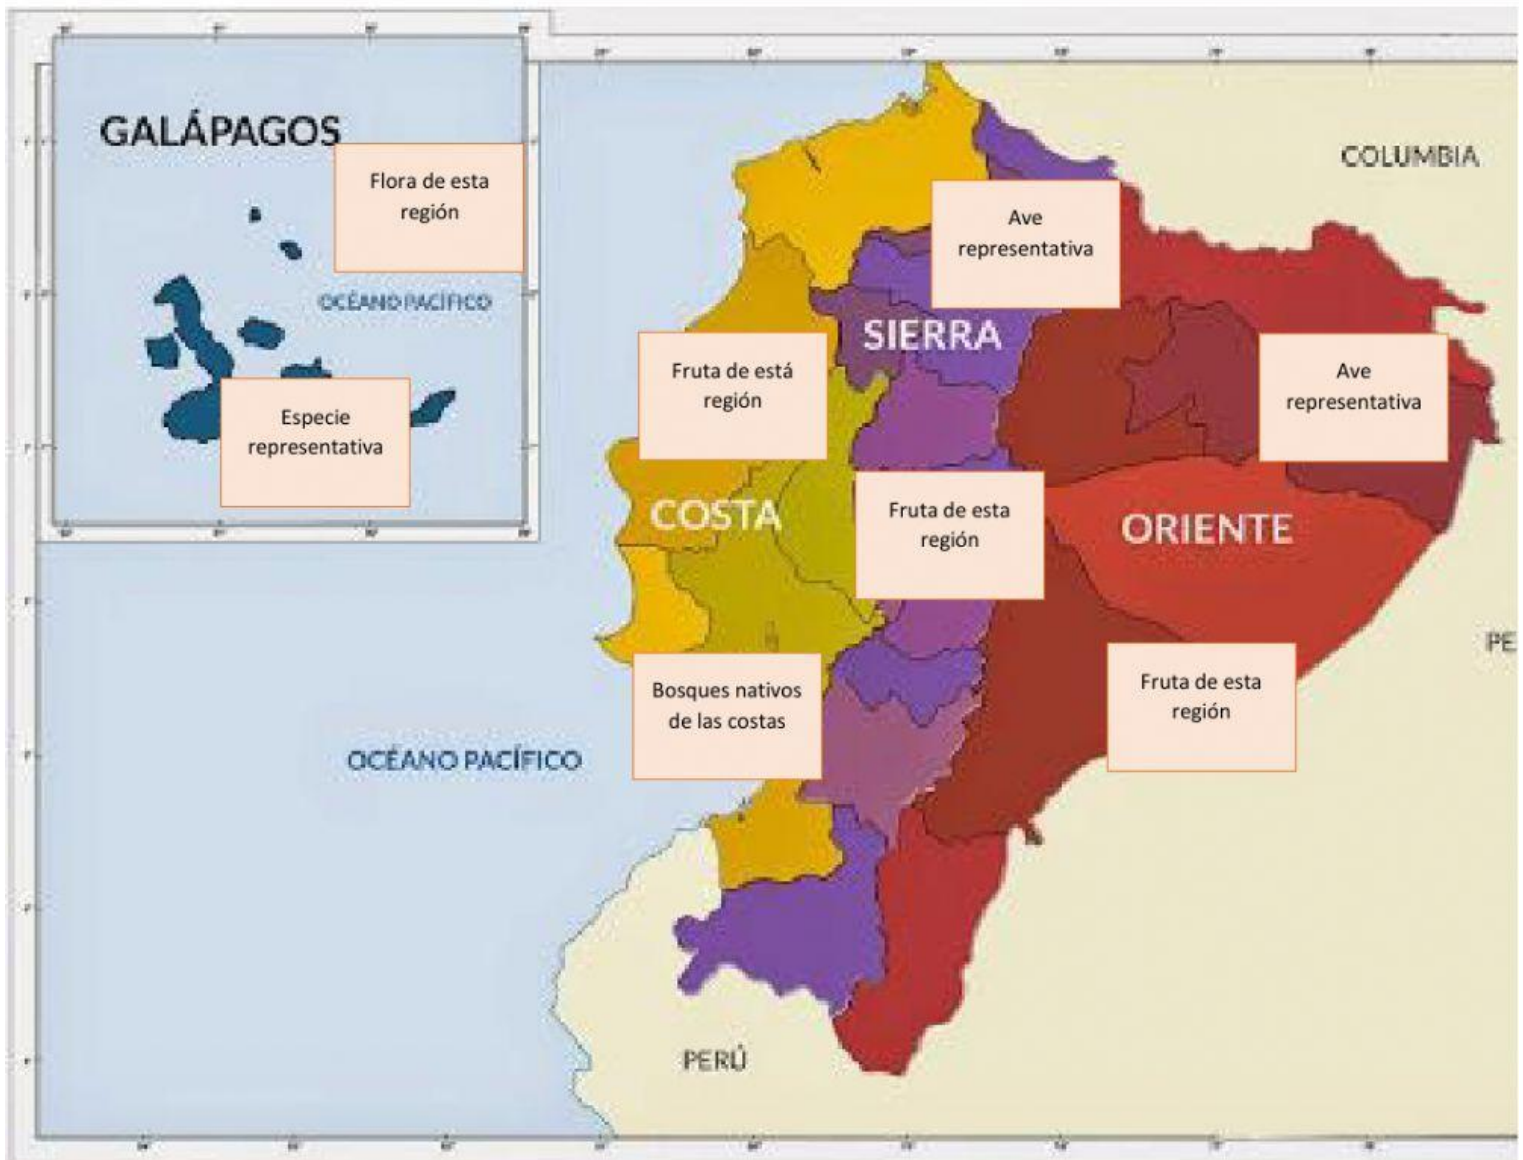 GALÁPAGOS
Flora de esta
región
OCÉANO PACÍFICO
Especie
representativa
COLUMBIA
Ave
representativa
SIERRA
Fruta de está
región
Ave
representativa
COSTA
Fruta de esta
región
ORIENTE
PE
Bosques nativos
de las costas
Fruta de esta
región
OCÉANO PACÍFICO
PERÚ